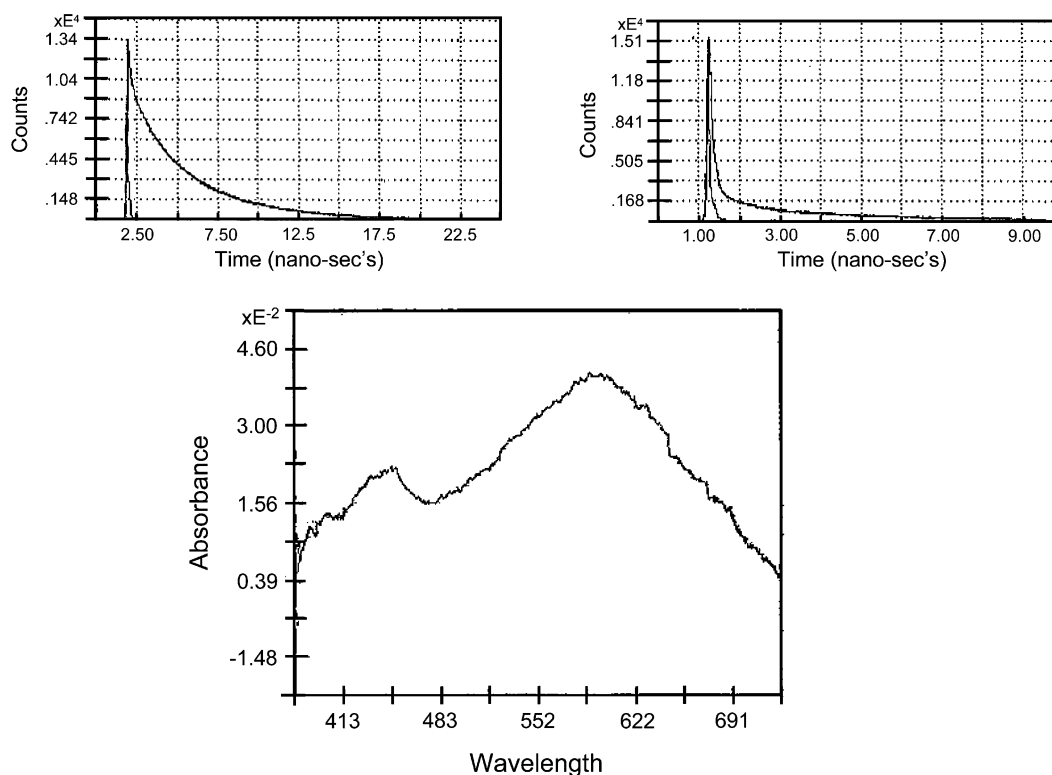 xE⁴
1.34
1.04
.742
.445
.148
Counts
2.50 7.50 12.5 17.5 22.5
Time (nano-sec's)
xE⁴
1.51
1.18
.841
.505
.168
Counts
1.00 3.00 5.00 7.00 9.00
Time (nano-sec's)
xE-2
4.60
3.00
1.56
0.39
-1.48
Absorbance
413 483 552 622 691
Wavelength